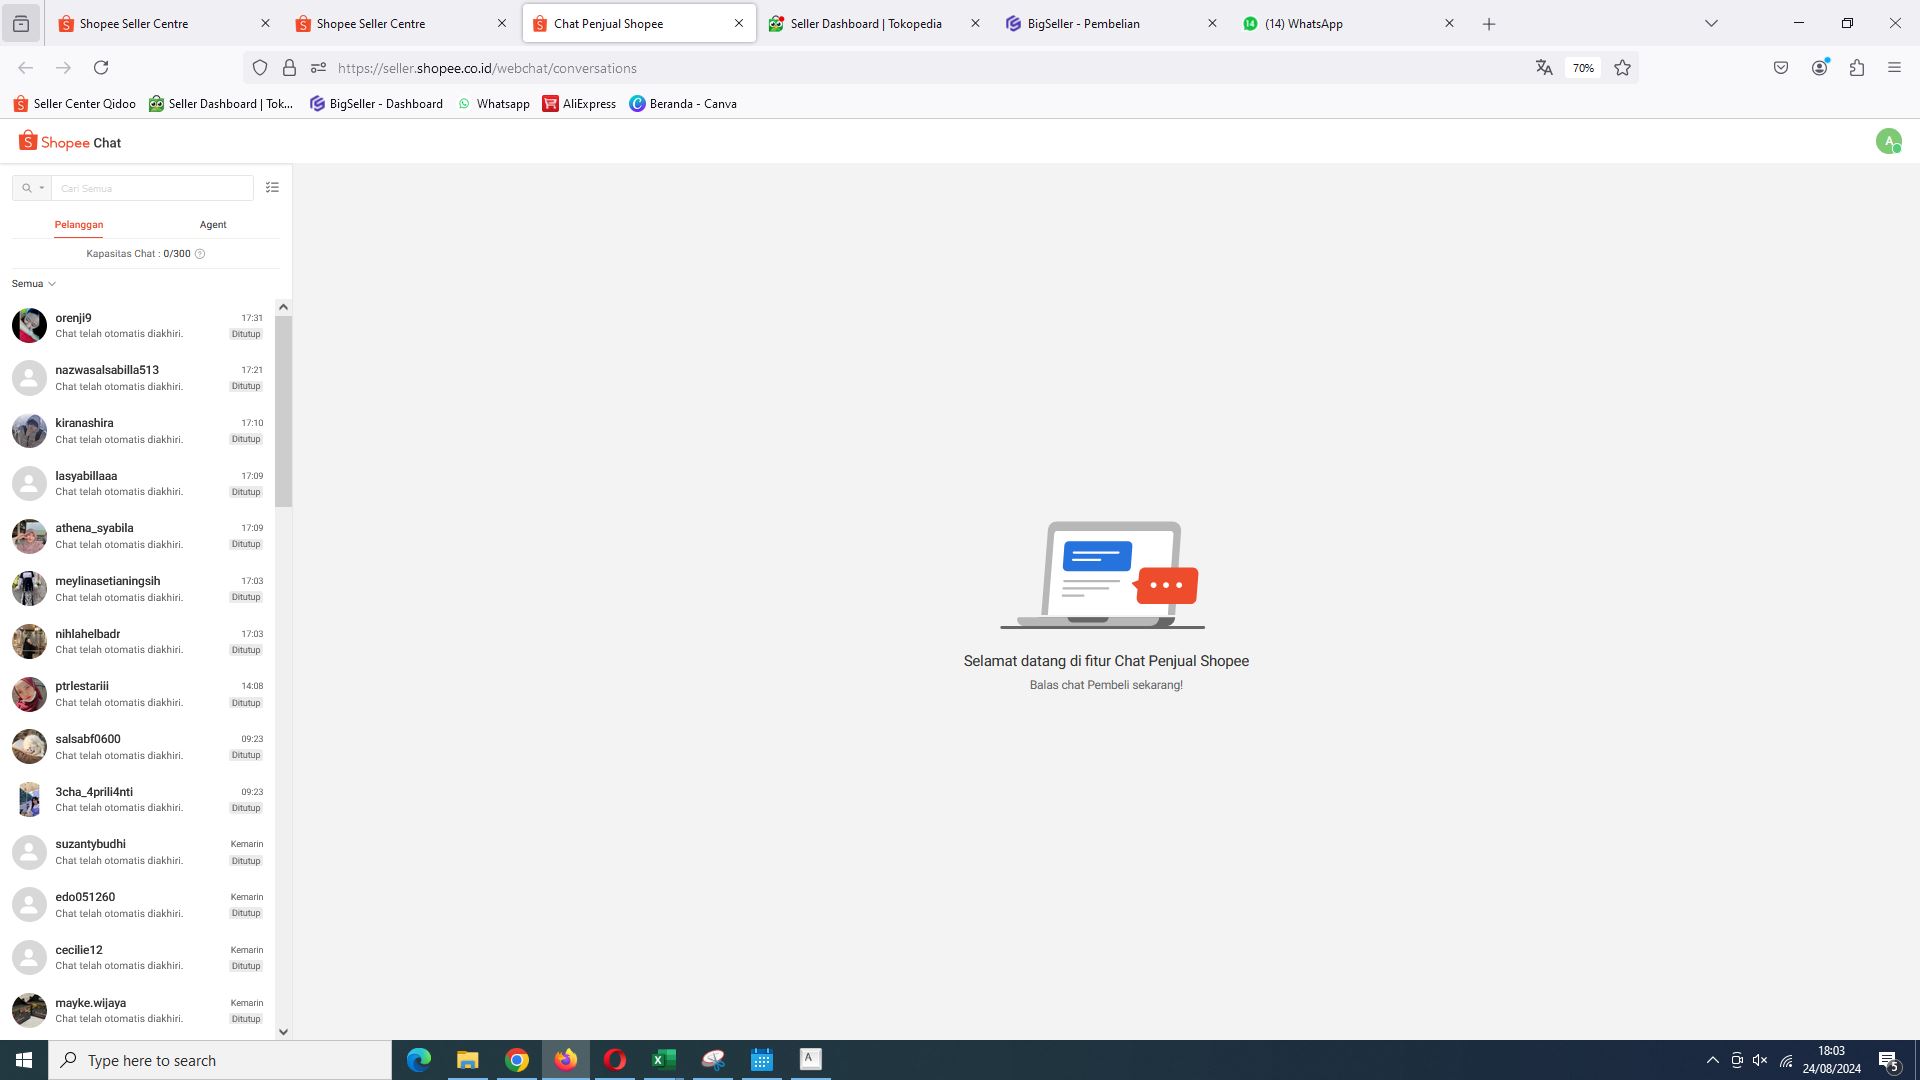 Shopee Seller Centre
Shopee Seller Centre
Chat Penjual Shopee
Seller Dashboard | Tokopedia
BigSeller - Pembelian
14
(14) WhatsApp
https://seller.shopee.co.id/webchat/conversations
70%
Seller Center Qidoo
Seller Dashboard | Tok...
BigSeller - Dashboard
Whatsapp
AliExpress
Beranda - Canva
Shopee Chat
A
Cari Semua
Pelanggan
Agent
Kapasitas Chat : 0/300
Semua
orenji9
17:31
Chat telah otomatis diakhiri.
Ditutup
nazwasalsabilla513
17:21
Chat telah otomatis diakhiri.
Ditutup
kiranashira
17:10
Chat telah otomatis diakhiri.
Ditutup
lasyabillaaa
17:09
Chat telah otomatis diakhiri.
Ditutup
athena_syabila
17:09
Chat telah otomatis diakhiri.
Ditutup
meylinasetianingsih
17:03
Chat telah otomatis diakhiri.
Ditutup
nihlahelbadr
17:03
Chat telah otomatis diakhiri.
Ditutup
ptrlestariii
14:08
Chat telah otomatis diakhiri.
Ditutup
salsabf0600
09:23
Chat telah otomatis diakhiri.
Ditutup
3cha_4prili4nti
09:23
Chat telah otomatis diakhiri.
Ditutup
suzantybudhi
Kemarin
Chat telah otomatis diakhiri.
Ditutup
edo051260
Kemarin
Chat telah otomatis diakhiri.
Ditutup
cecilie12
Kemarin
Chat telah otomatis diakhiri.
Ditutup
mayke.wijaya
Kemarin
Chat telah otomatis diakhiri.
Ditutup
Selamat datang di fitur Chat Penjual Shopee
Balas chat Pembeli sekarang!
Type here to search
A
18:03
24/08/2024
5